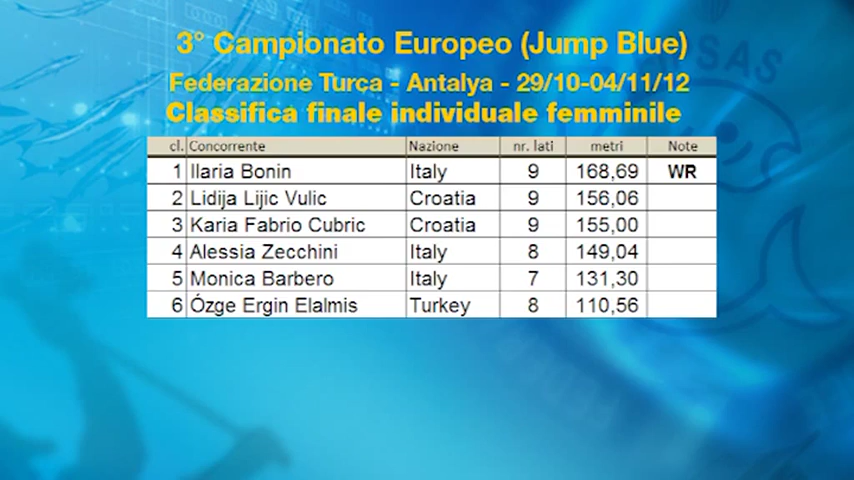 3° Campionato Europeo (Jump Blue)
Federazione Turca - Antalya - 29/10-04/11/12
Classifica finale individuale femminile
cl. Concorrente Nazione nr. lati metri Note
1 Ilaria Bonin Italy 9 168,69 WR
2 Lidija Lijic Vulic Croatia 9 156,06
3 Karia Fabrio Cubric Croatia 9 155,00
4 Alessia Zecchini Italy 8 149,04
5 Monica Barbero Italy 7 131,30
6 Ózge Ergin Elalmis Turkey 8 110,56